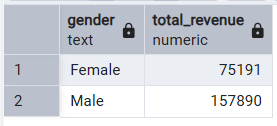 gender total_revenue
text numeric
1 Female 75191
2 Male 157890